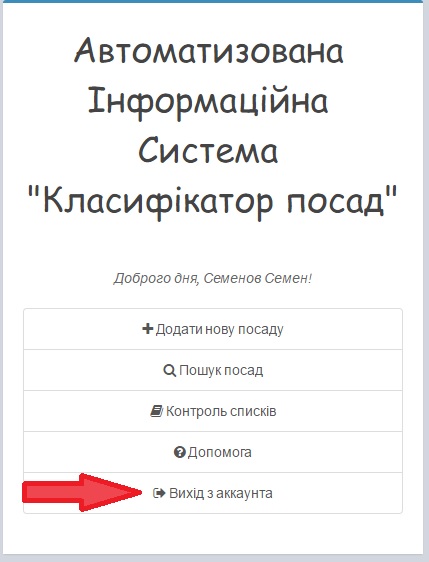 Автоматизована
Інформаційна
Система
"Класифікатор посад"
Доброго дня, Семенов Семен!
Додати нову посаду
Пошук посад
Контроль списків
Допомога
Вихід з аккаунта